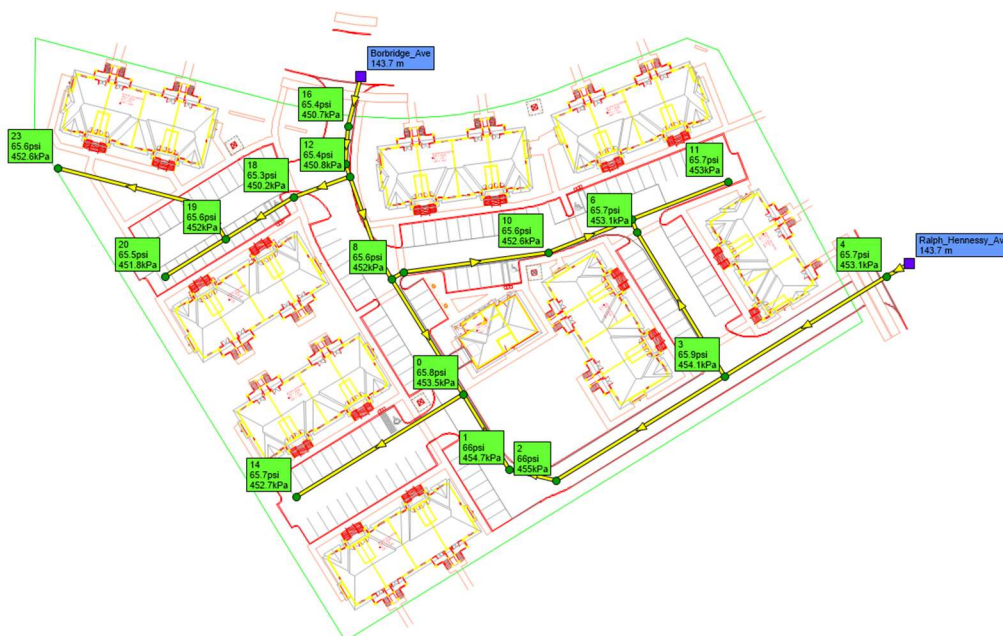 Borbridge_Ave
143.7 m
16
65.4psi
450.7kPa
12
65.4psi
450.8kPa
23
65.6psi
452.6kPa
18
65.3psi
450.2kPa
11
65.7psi
453kPa
19
65.6psi
452kPa
6
65.7psi
453.1kPa
10
65.6psi
452.6kPa
20
65.5psi
451.8kPa
8
65.6psi
452kPa
4
65.7psi
453.1kPa
Ralph_Hennessy_Av
143.7 m
3
65.9psi
454.1kPa
0
65.8psi
453.5kPa
1
66psi
454.7kPa
2
66psi
455kPa
14
65.7psi
452.7kPa